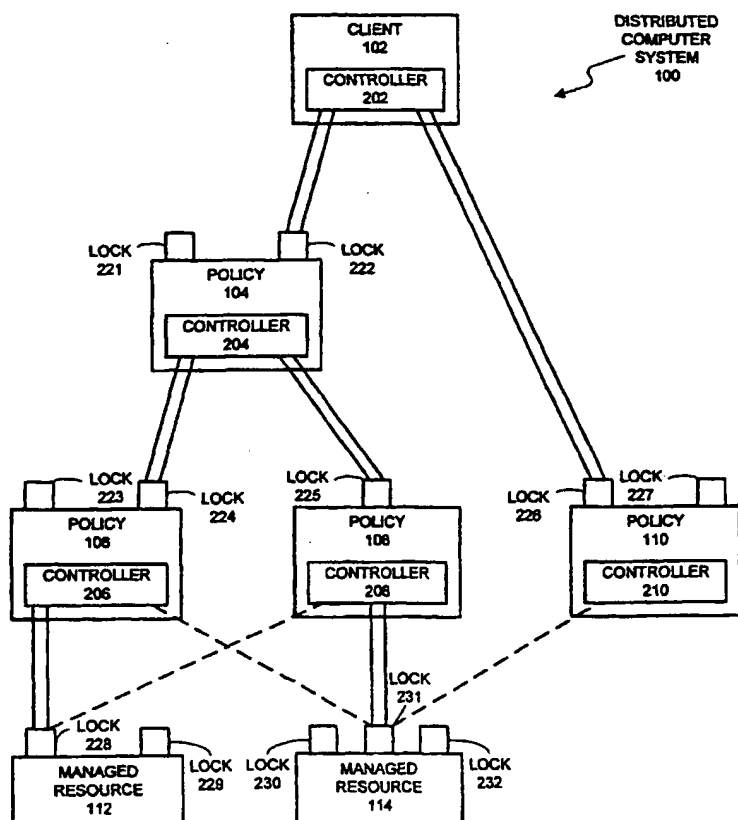 CLIENT
102
CONTROLLER
202
DISTRIBUTED
COMPUTER
SYSTEM
100
LOCK
221
LOCK
222
POLICY
104
CONTROLLER
204
LOCK
223
LOCK
224
LOCK
225
LOCK
226
LOCK
227
POLICY
106
CONTROLLER
206
POLICY
108
CONTROLLER
208
POLICY
110
CONTROLLER
210
LOCK
228
LOCK
229
LOCK
230
LOCK
231
LOCK
232
MANAGED
RESOURCE
112
MANAGED
RESOURCE
114